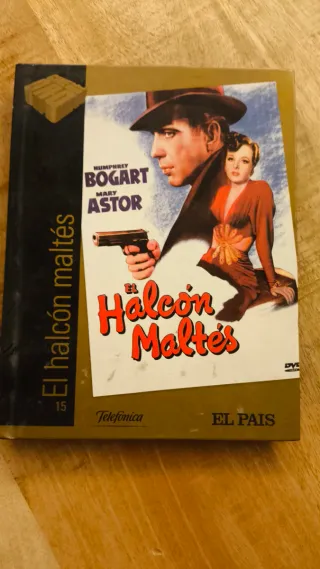 El halcón maltés
15
HUMPHREY
BOGART
MARY
ASTOR
EL
Halcón
Maltés
DVD
Telefónica
EL PAIS